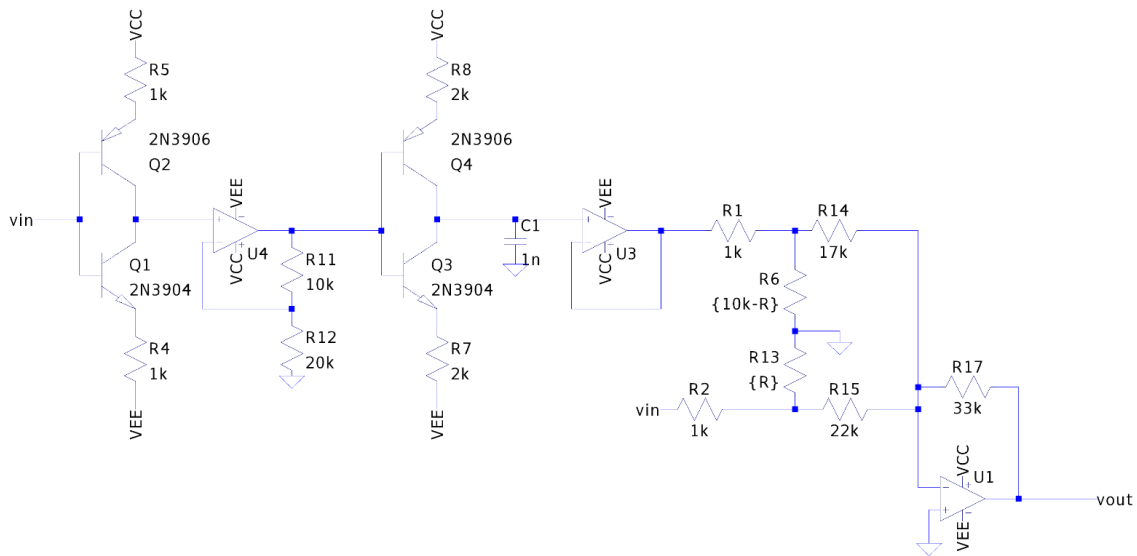 VCC
R5
1k
2N3906
Q2
vin
Q1
2N3904
R4
1k
VEE
VEE
+
−
−
+
U4
VCC
R11
10k
R12
20k
VCC
R8
2k
2N3906
Q4
Q3
2N3904
R7
2k
VEE
C1
1n
VEE
+
−
−
+
U3
VCC
R1
1k
R14
17k
R6
{10k-R}
R13
{R}
vin
R2
1k
R15
22k
R17
33k
VCC
U1
−
+
+
−
VEE
vout